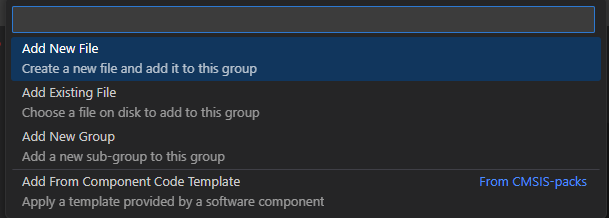 Add New File
Create a new file and add it to this group
Add Existing File
Choose a file on disk to add to this group
Add New Group
Add a new sub-group to this group
Add From Component Code Template From CMSIS-packs
Apply a template provided by a software component